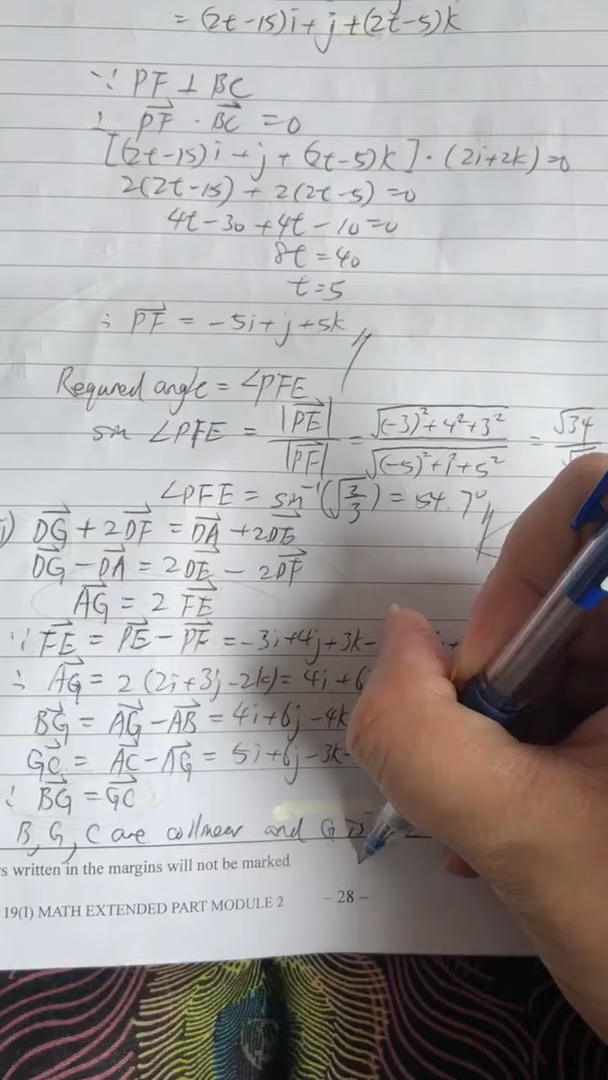 = (2t-15)i+j+(2t-5)k
∵ PF ⊥ BC
∴ PF⃗ · BC⃗ = 0
[(2t-15)i+j+(2t-5)k]·(2i+2k)=0
2(2t-15)+2(2t-5)=0
4t-30+4t-10=0
8t=40
t=5
∴ PF⃗ = -5i+j+5k
Required angle = ∠PFE
sin ∠PFE = |PE⃗|/|PF⃗| = √((-3)²+4²+3²)/√((-5)²+1²+5²) = √34
∠PFE = sin⁻¹(√(2/3)) = 54.7°
) DG⃗ + 2DF⃗ = DA⃗ + 2DE⃗
DG⃗ - DA⃗ = 2DE⃗ - 2DF⃗
AG⃗ = 2 FE⃗
∵ FE⃗ = PE⃗ - PF⃗ = -3i+4j+3k-
∴ AG⃗ = 2(2i+3j-2k) = 4i+6j
BG⃗ = AG⃗ - AB⃗ = 4i+6j-4k
GC⃗ = AC⃗ - AG⃗ = 5i+6j-3k-
∵ BG⃗ = GC⃗
B, G, C are collinear and G is
s written in the margins will not be marked
19(I) MATH EXTENDED PART MODULE 2
- 28 -